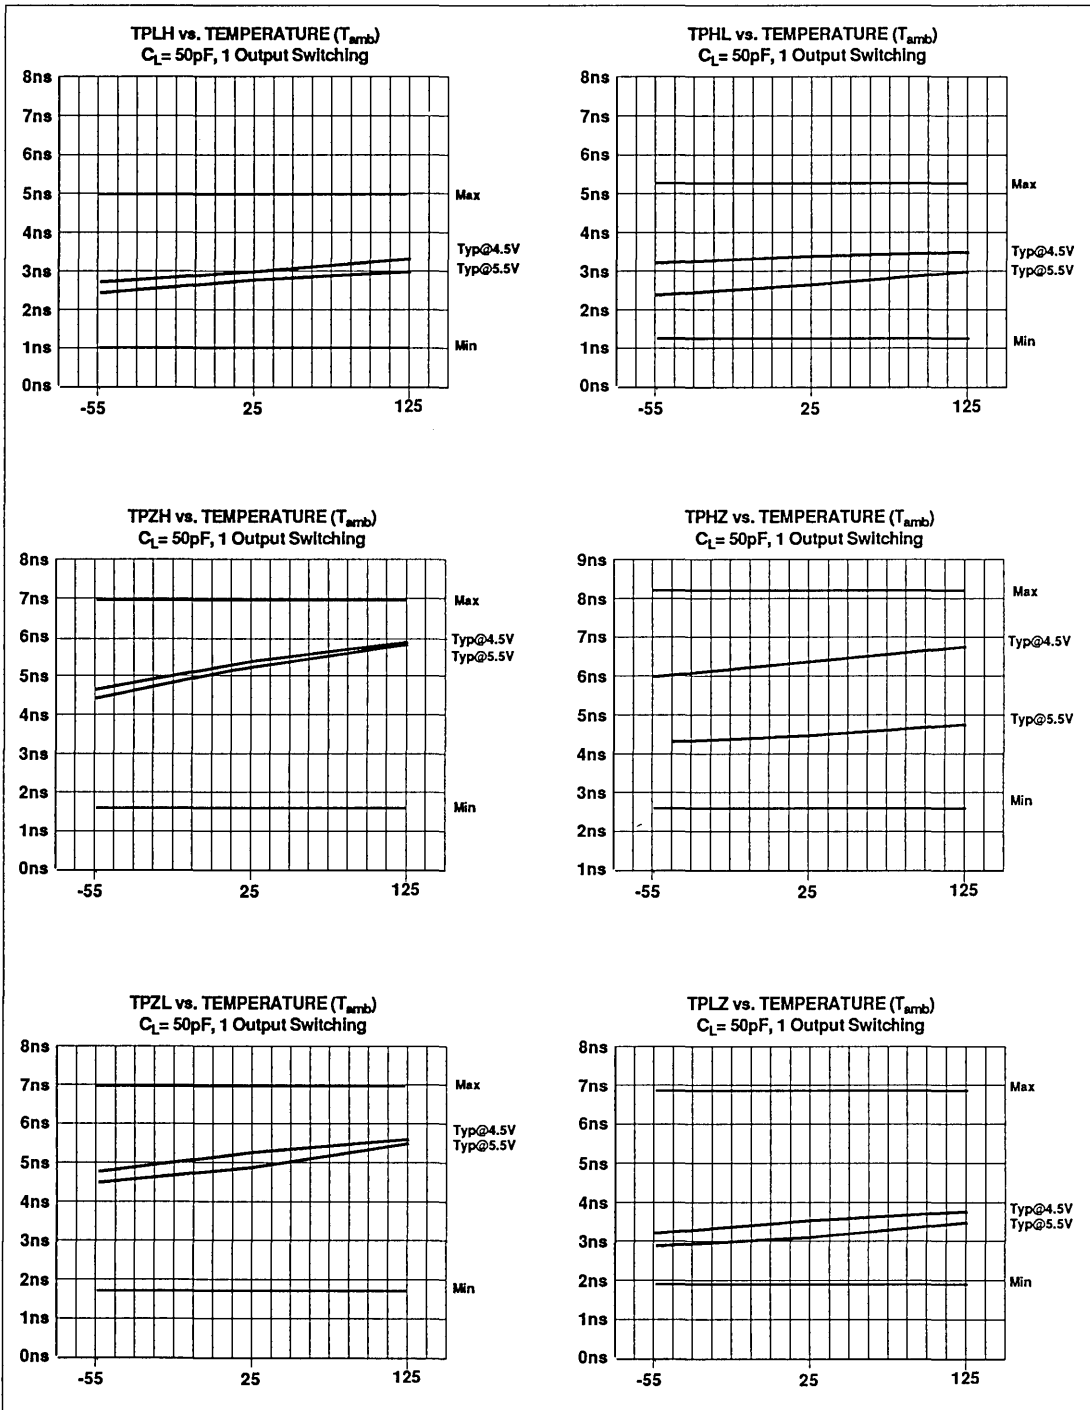 TPLH vs. TEMPERATURE (Tamb)
CL= 50pF, 1 Output Switching
8ns
7ns
6ns
5ns
4ns
3ns
2ns
1ns
0ns
Max
Typ@4.5V
Typ@5.5V
Min
-55
25
125
TPHL vs. TEMPERATURE (Tamb)
CL= 50pF, 1 Output Switching
8ns
7ns
6ns
5ns
4ns
3ns
2ns
1ns
0ns
Max
Typ@4.5V
Typ@5.5V
Min
-55
25
125
TPZH vs. TEMPERATURE (Tamb)
CL= 50pF, 1 Output Switching
8ns
7ns
6ns
5ns
4ns
3ns
2ns
1ns
0ns
Max
Typ@4.5V
Typ@5.5V
Min
-55
25
125
TPHZ vs. TEMPERATURE (Tamb)
CL= 50pF, 1 Output Switching
9ns
8ns
7ns
6ns
5ns
4ns
3ns
2ns
1ns
Max
Typ@4.5V
Typ@5.5V
Min
-55
25
125
TPZL vs. TEMPERATURE (Tamb)
CL= 50pF, 1 Output Switching
8ns
7ns
6ns
5ns
4ns
3ns
2ns
1ns
0ns
Max
Typ@4.5V
Typ@5.5V
Min
-55
25
125
TPLZ vs. TEMPERATURE (Tamb)
CL= 50pF, 1 Output Switching
8ns
7ns
6ns
5ns
4ns
3ns
2ns
1ns
0ns
Max
Typ@4.5V
Typ@5.5V
Min
-55
25
125